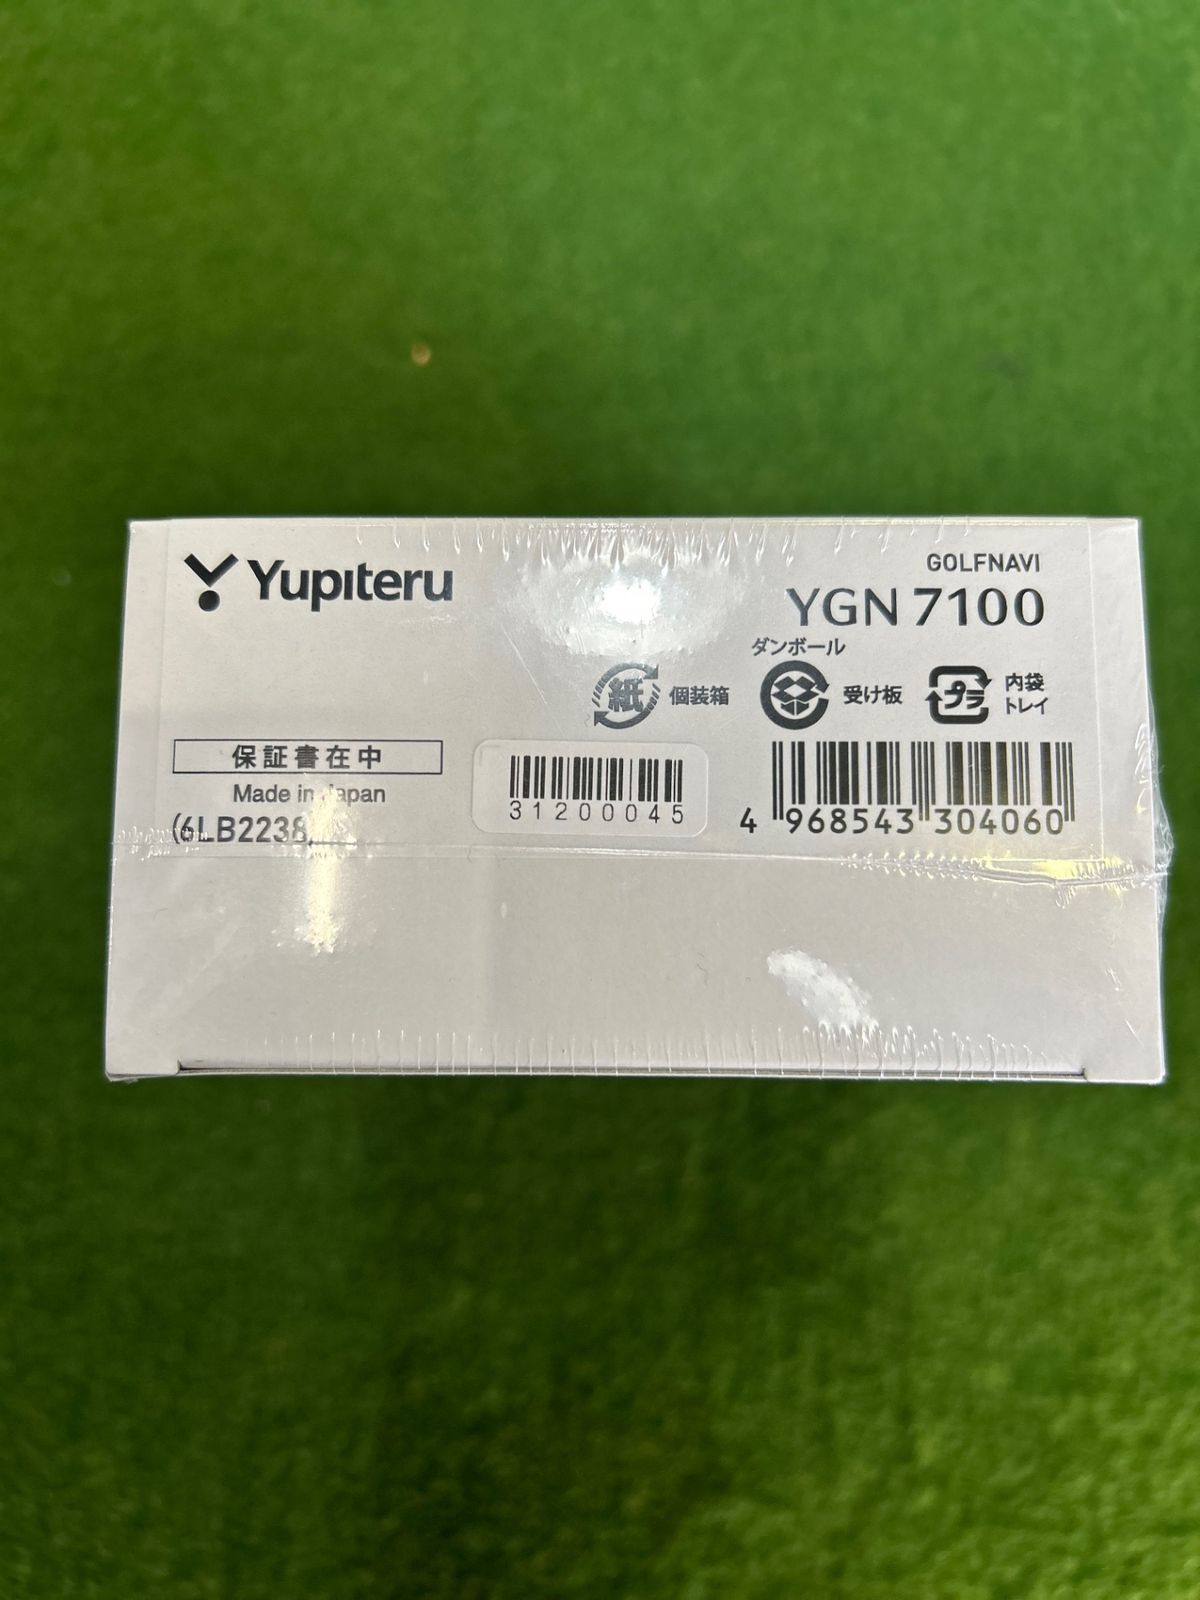 Yupiteru
GOLFNAVI
YGN 7100
ダンボール
紙 個装箱
受け板
プラ
内袋
トレイ
保証書在中
Made in Japan
(6LB2238
31200045
4 968543 304060